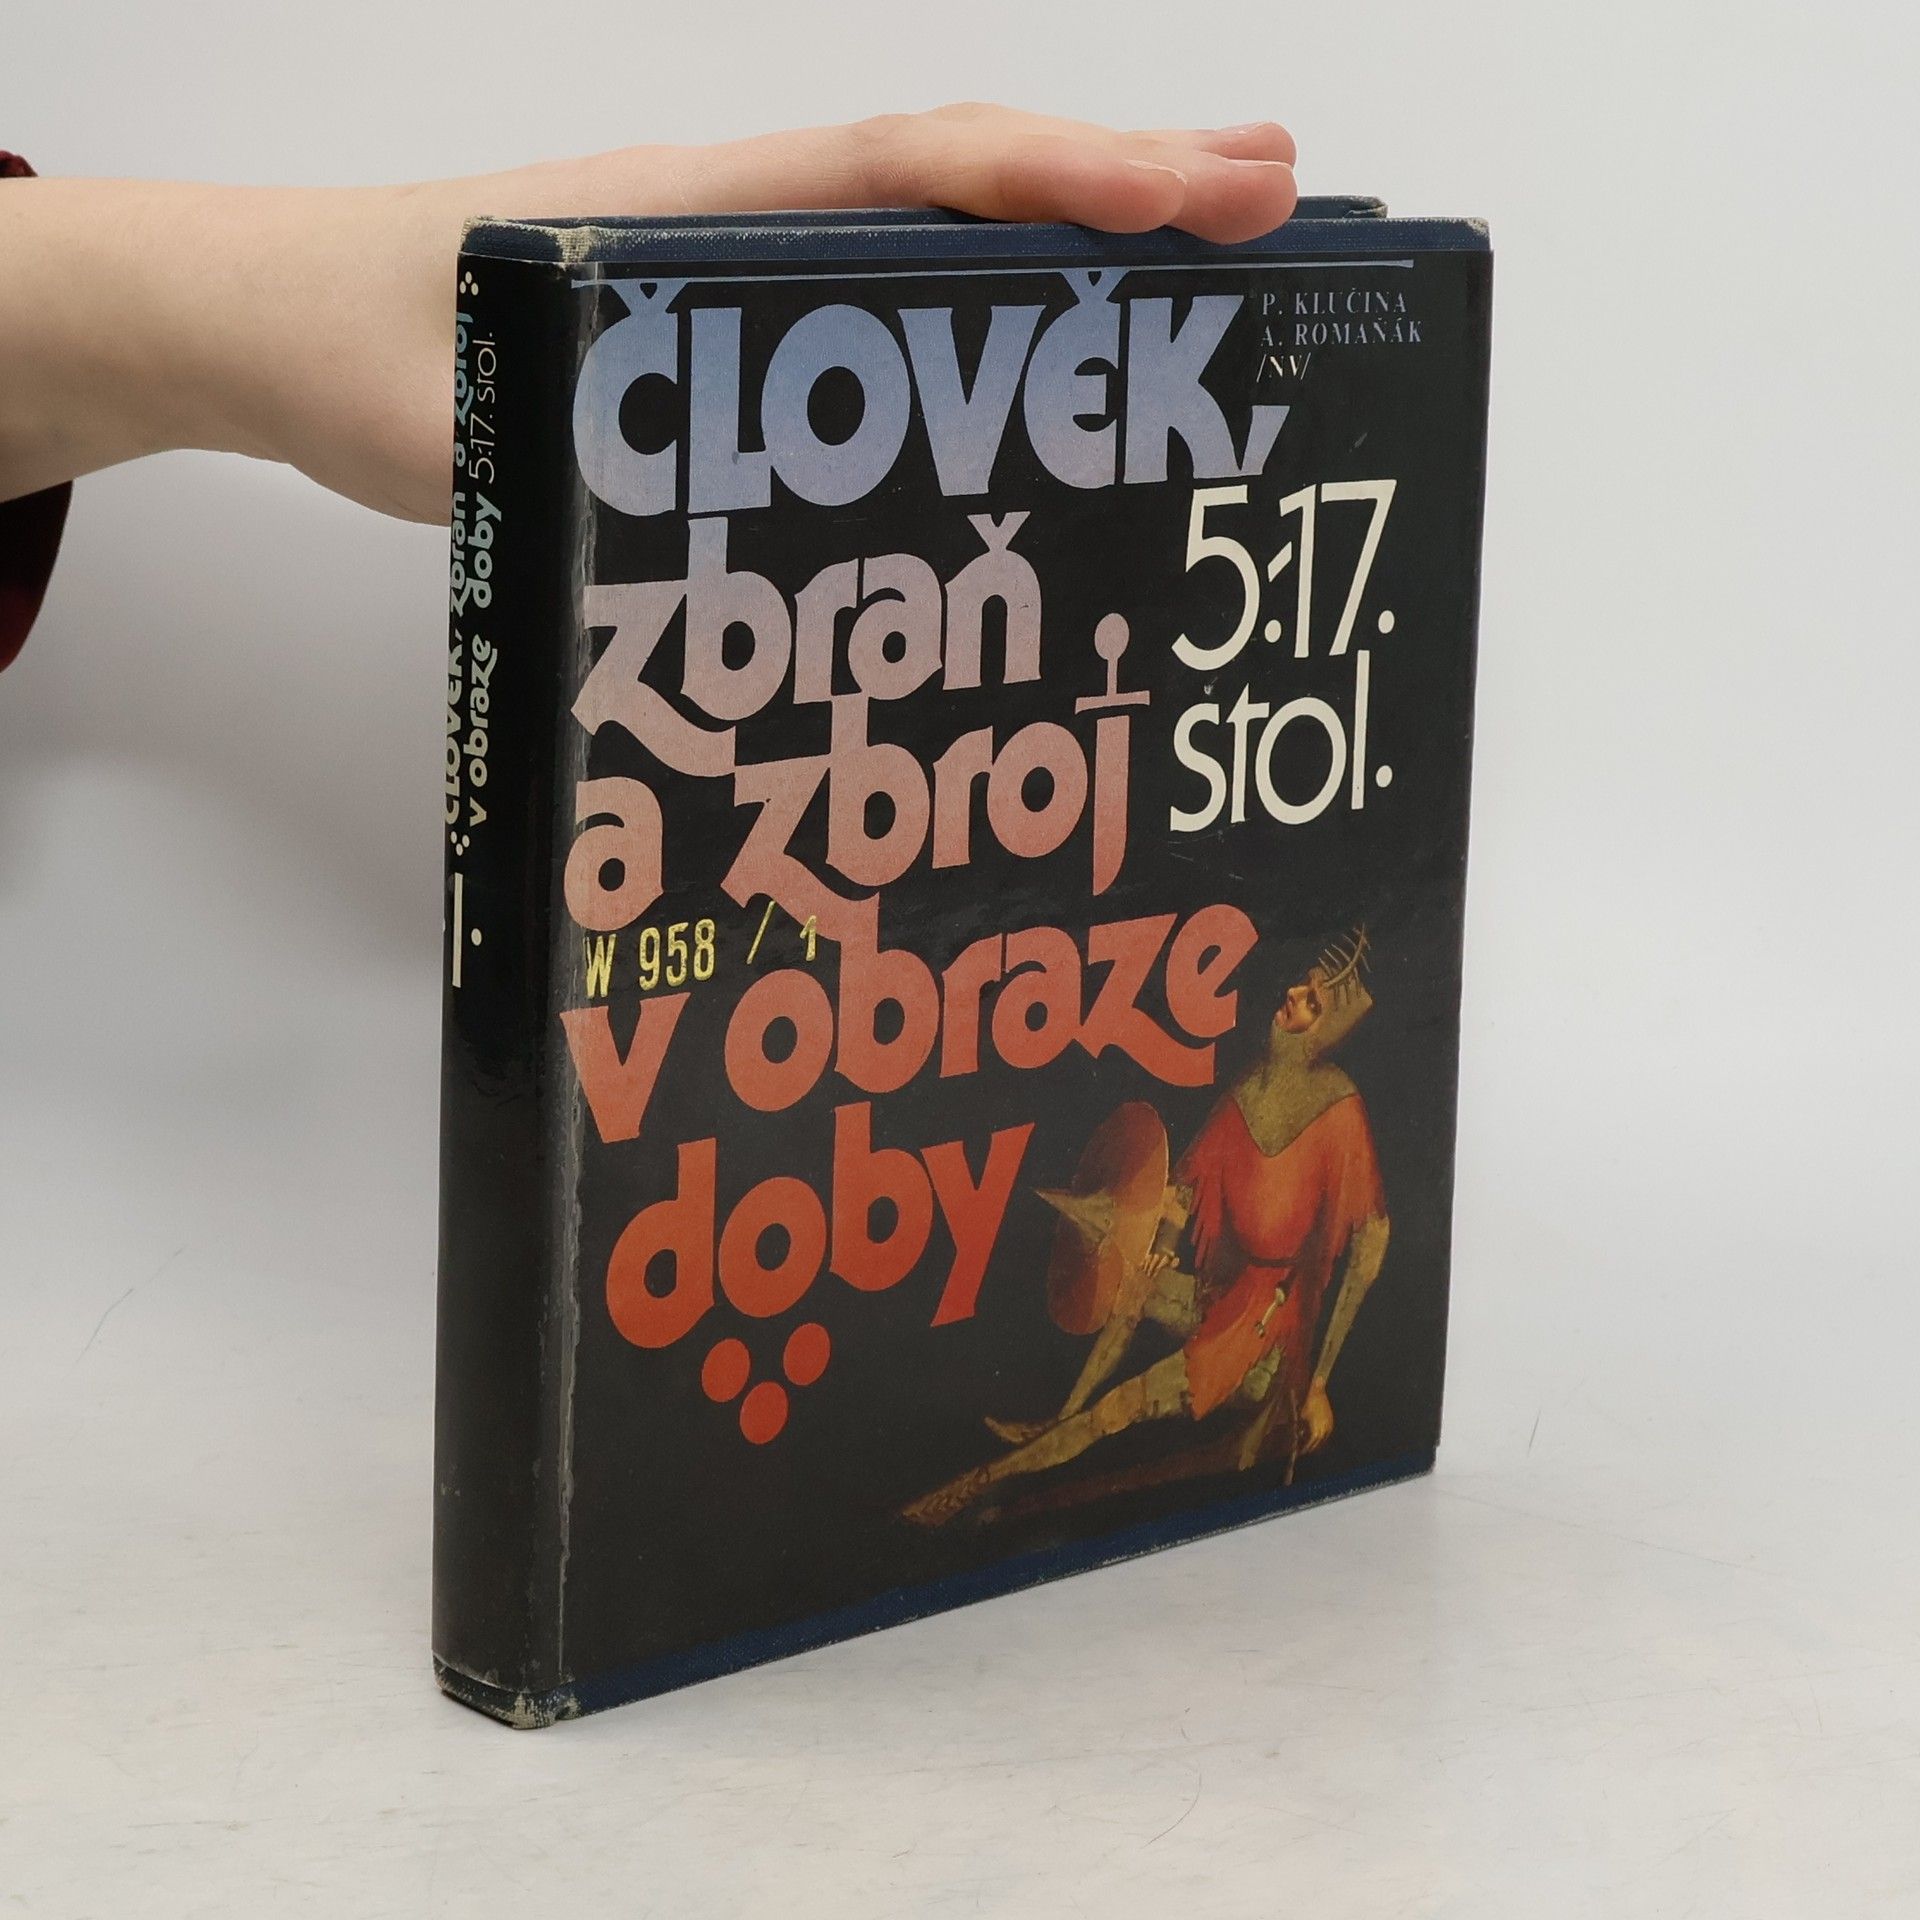 ČLOVĚK,
P. KLUČINA
A. ROMAŇÁK
/NV/
zbraň
5.-17.
stol.
a zbroj
W 958 / 1
v obraze
doby
ČLOVĚK, zbraň a zbroj
v obraze doby 5.-17. stol.
I.